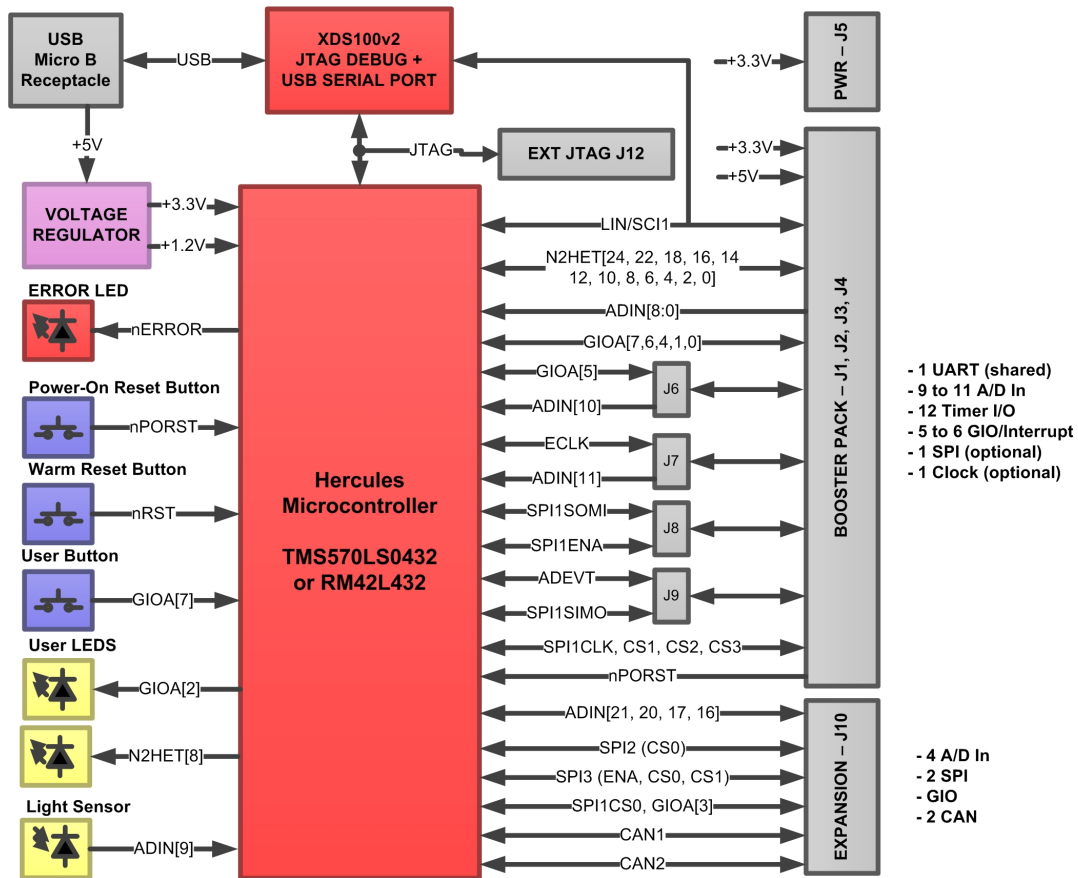 USB
Micro B
Receptacle
USB
XDS100v2
JTAG DEBUG +
USB SERIAL PORT
+3.3V
PWR – J5
+5V
JTAG
EXT JTAG J12
+3.3V
+5V
VOLTAGE
REGULATOR
+3.3V
+1.2V
ERROR LED
nERROR
Power-On Reset Button
nPORST
Warm Reset Button
nRST
User Button
GIOA[7]
User LEDS
GIOA[2]
N2HET[8]
Light Sensor
ADIN[9]
Hercules
Microcontroller
TMS570LS0432
or RM42L432
LIN/SCI1
N2HET[24, 22, 18, 16, 14
12, 10, 8, 6, 4, 2, 0]
ADIN[8:0]
GIOA[7,6,4,1,0]
GIOA[5]
ADIN[10]
J6
ECLK
ADIN[11]
J7
SPI1SOMI
SPI1ENA
J8
ADEVT
SPI1SIMO
J9
SPI1CLK, CS1, CS2, CS3
nPORST
BOOSTER PACK – J1, J2, J3, J4
- 1 UART (shared)
- 9 to 11 A/D In
- 12 Timer I/O
- 5 to 6 GIO/Interrupt
- 1 SPI (optional)
- 1 Clock (optional)
ADIN[21, 20, 17, 16]
SPI2 (CS0)
SPI3 (ENA, CS0, CS1)
SPI1CS0, GIOA[3]
CAN1
CAN2
EXPANSION – J10
- 4 A/D In
- 2 SPI
- GIO
- 2 CAN